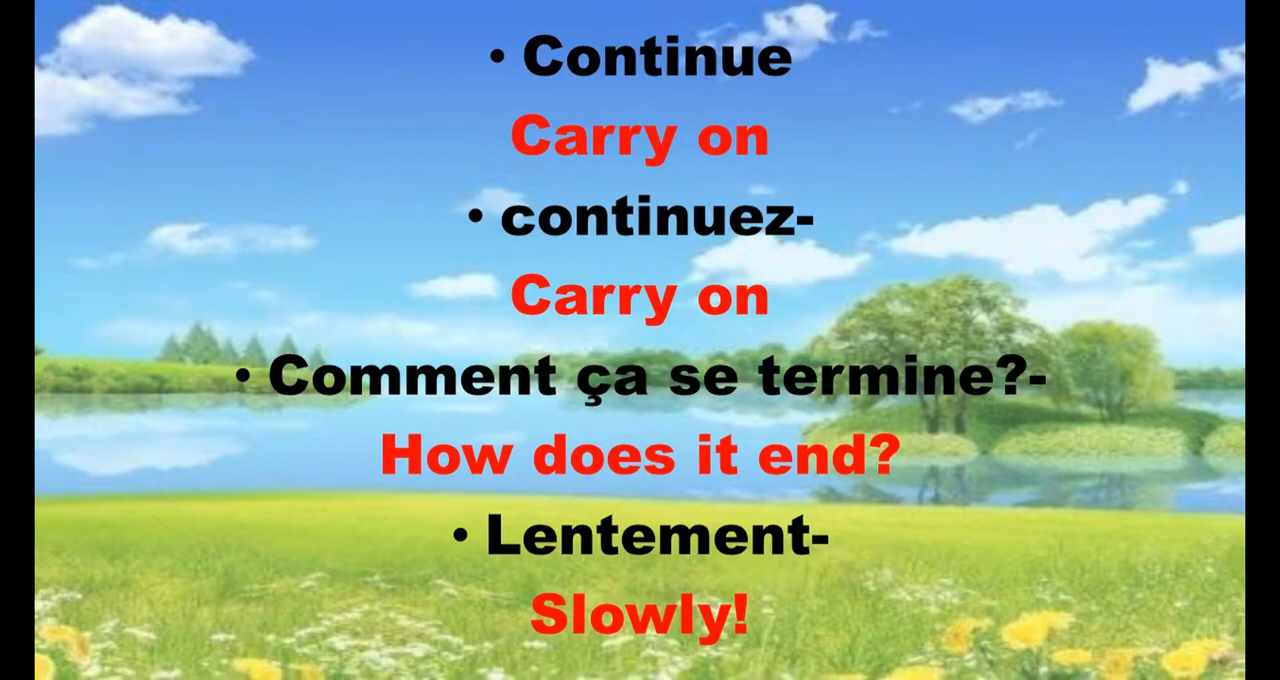 • Continue
Carry on
• continuez-
Carry on
• Comment ça se termine?-
How does it end?
• Lentement-
Slowly!